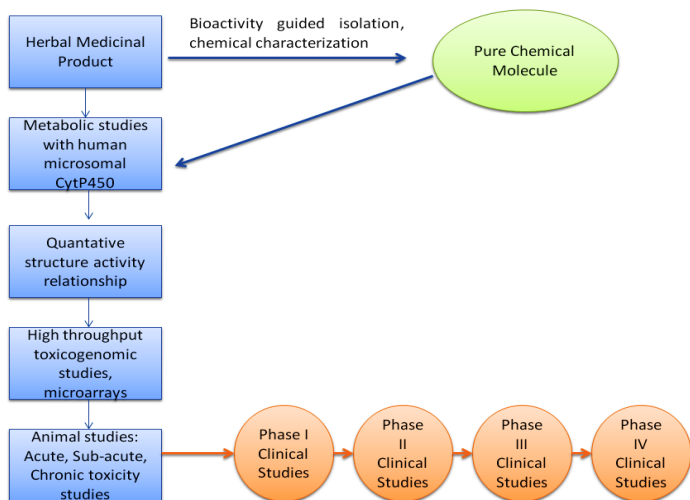 Herbal Medicinal
Product
Bioactivity guided isolation,
chemical characterization
Pure Chemical
Molecule
Metabolic studies
with human
microsomal
CytP450
Quantative
structure activity
relationship
High throughput
toxicogenomic
studies,
microarrays
Animal studies:
Acute, Sub-acute,
Chronic toxicity
studies
Phase I
Clinical
Studies
Phase
II
Clinical
Studies
Phase
III
Clinical
Studies
Phase
IV
Clinical
Studies